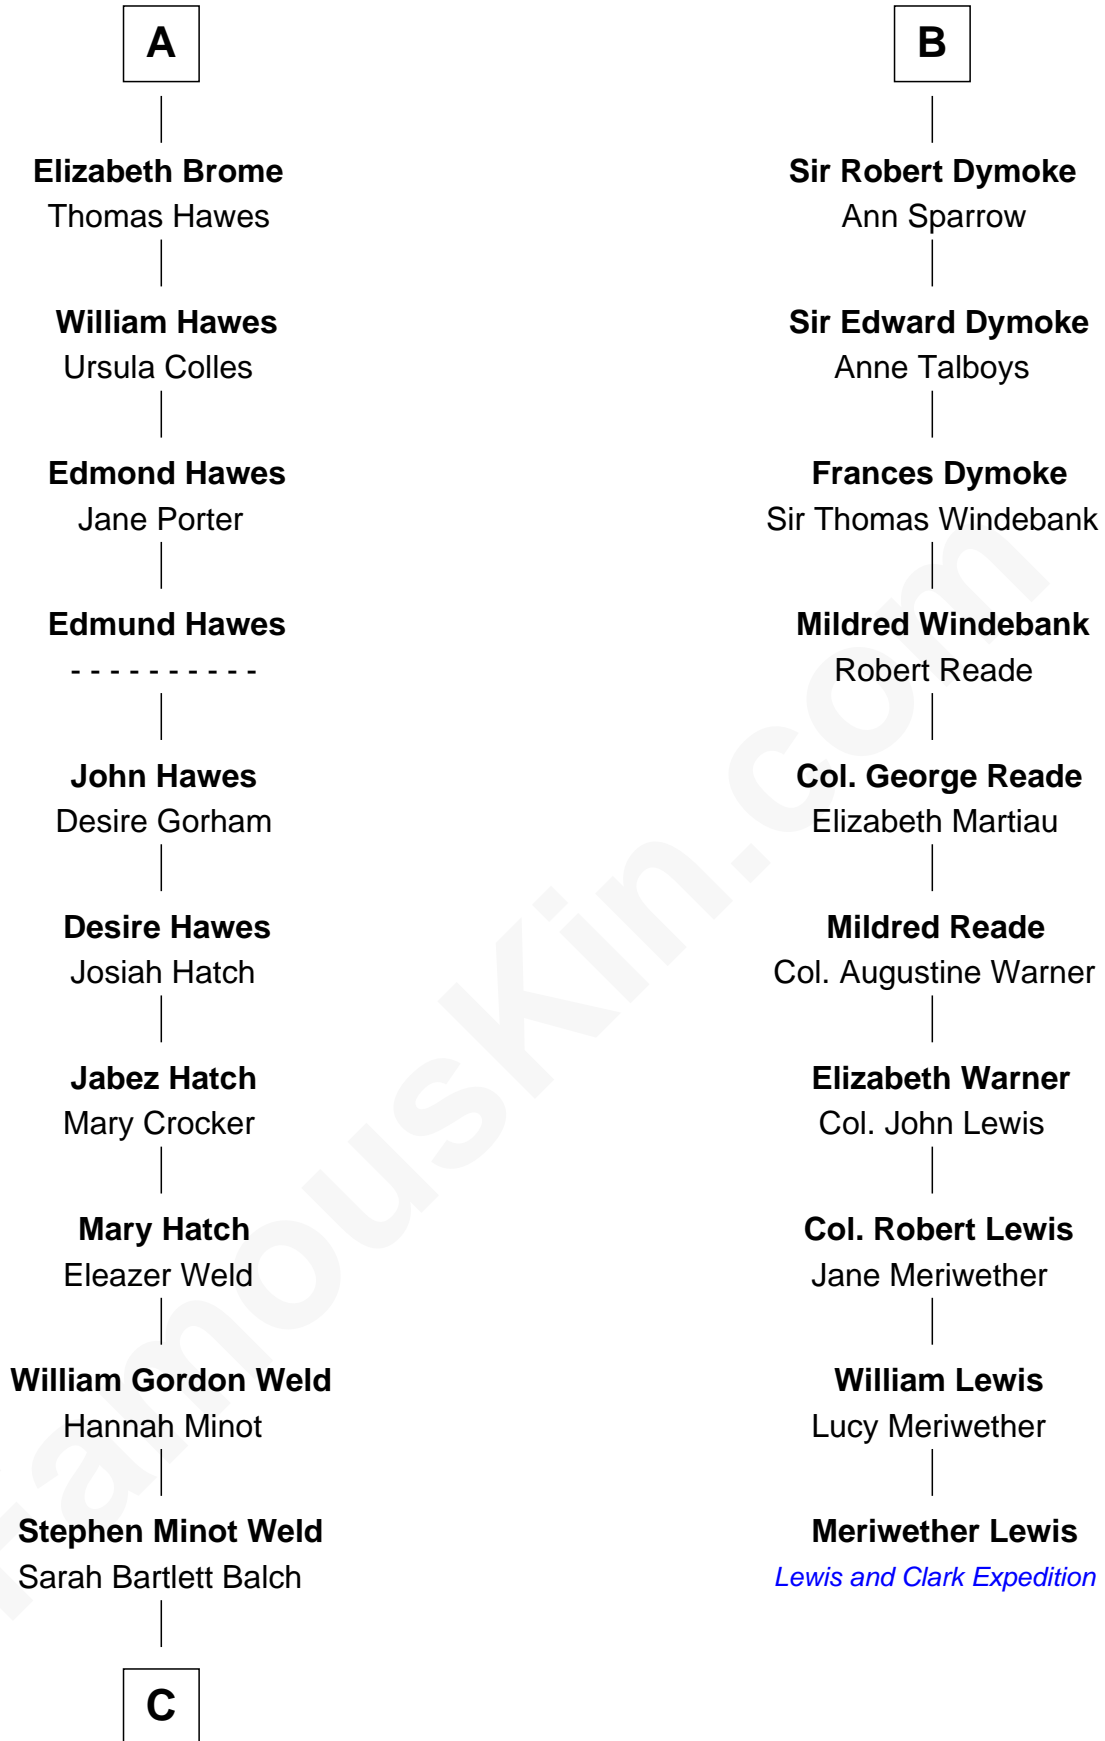 A
Elizabeth Brome
Thomas Hawes
William Hawes
Ursula Colles
Edmond Hawes
Jane Porter
Edmund Hawes
- - - - - - - - - -
John Hawes
Desire Gorham
Desire Hawes
Josiah Hatch
Jabez Hatch
Mary Crocker
Mary Hatch
Eleazer Weld
William Gordon Weld
Hannah Minot
Stephen Minot Weld
Sarah Bartlett Balch
C
B
Sir Robert Dymoke
Ann Sparrow
Sir Edward Dymoke
Anne Talboys
Frances Dymoke
Sir Thomas Windebank
Mildred Windebank
Robert Reade
Col. George Reade
Elizabeth Martiau
Mildred Reade
Col. Augustine Warner
Elizabeth Warner
Col. John Lewis
Col. Robert Lewis
Jane Meriwether
William Lewis
Lucy Meriwether
Meriwether Lewis
Lewis and Clark Expedition
FamousKin.com